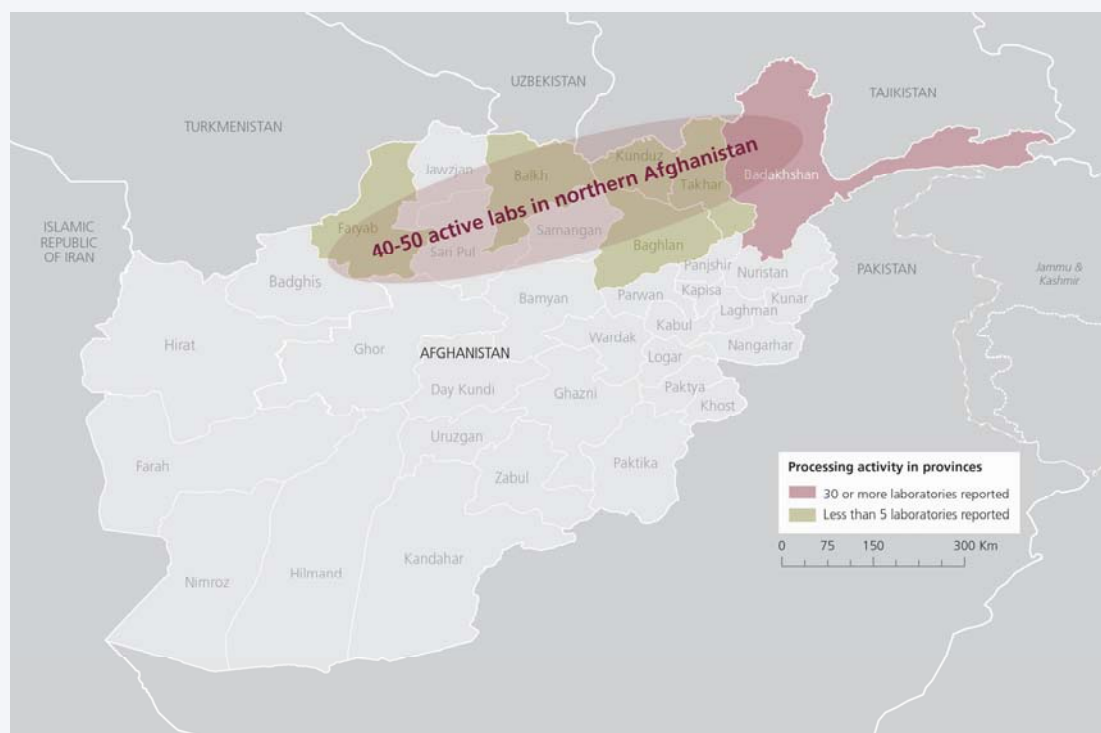 UZBEKISTAN
TAJIKISTAN
TURKMENISTAN
Jawzjan
Balkh
Kunduz
Takhar
Badakhshan
40-50 active labs in northern Afghanistan
Faryab
Sari Pul
Samangan
Baghlan
ISLAMIC
REPUBLIC
OF IRAN
Badghis
Panjshir
Nuristan
PAKISTAN
Jammu &
Kashmir
Bamyan
Parwan
Kapisa
Kunar
Laghman
Hirat
Ghor
AFGHANISTAN
Wardak
Kabul
Nangarhar
Logar
Day Kundi
Ghazni
Paktya
Khost
Uruzgan
Farah
Zabul
Paktika
Kandahar
Hilmand
Nimroz
Processing activity in provinces
30 or more laboratories reported
Less than 5 laboratories reported
0 75 150 300 Km